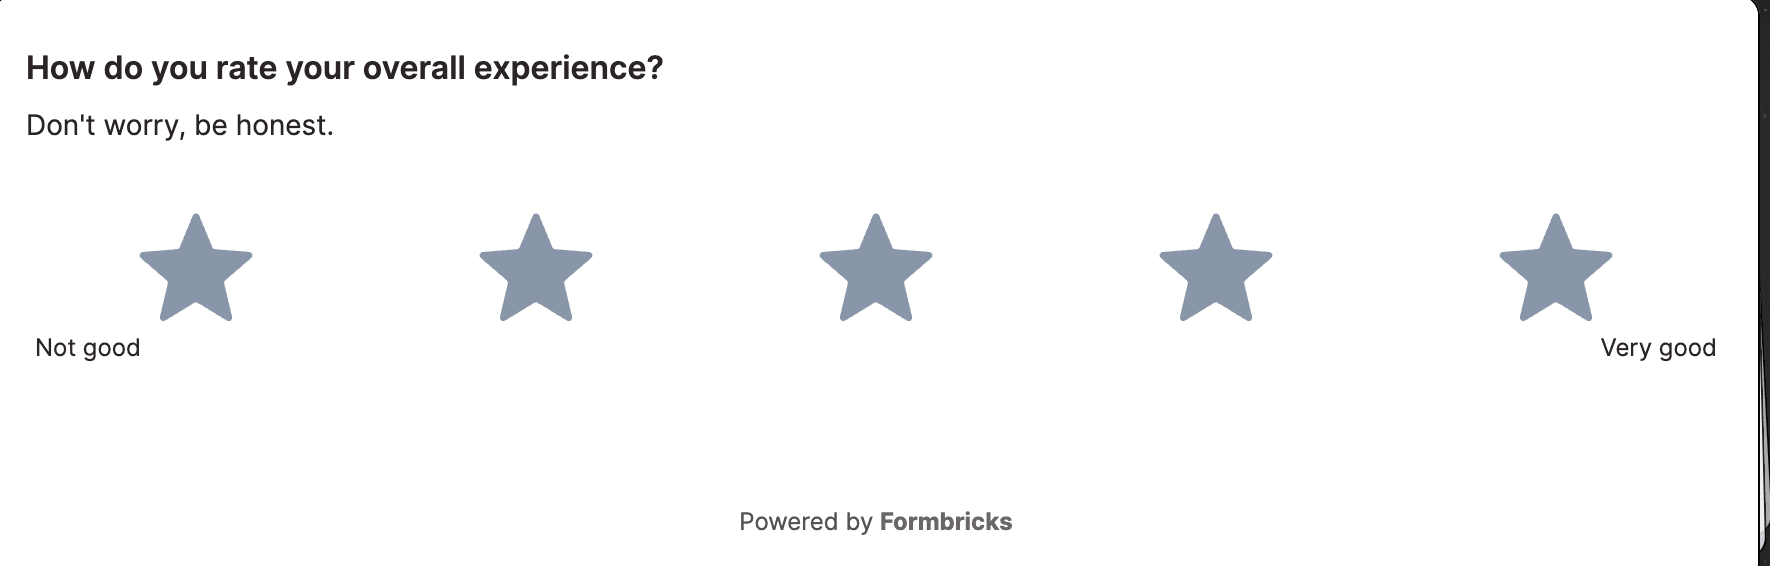 How do you rate your overall experience?
Don't worry, be honest.
Not good
Very good
Powered by Formbricks